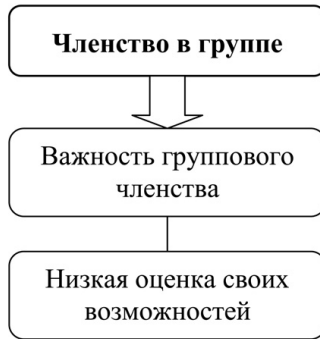 Членство в группе
Важность группового
членства
Низкая оценка своих
возможностей